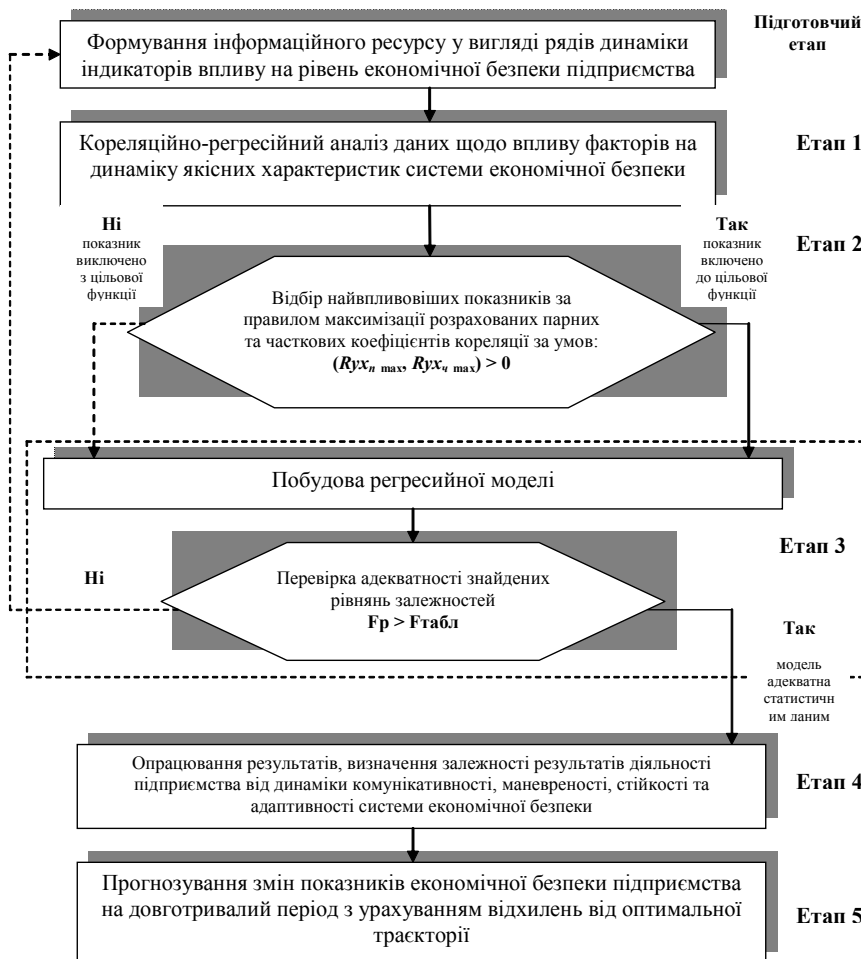 Формування інформаційного ресурсу у вигляді рядів динаміки
індикаторів впливу на рівень економічної безпеки підприємства
Підготовчий
етап
Кореляційно-регресійний аналіз даних щодо впливу факторів на
динаміку якісних характеристик системи економічної безпеки
Етап 1
Ні
показник
виключено
з цільової
функції
Так
показник
включено
до цільової
функції
Етап 2
Відбір найвпливовіших показників за
правилом максимізації розрахованих парних
та часткових коефіцієнтів кореляції за умов:
(Ryxп max, Ryxч max) > 0
Побудова регресийної моделі
Етап 3
Ні
Перевірка адекватності знайдених
рівнянь залежностей
Fр > Fтабл
Так
модель
адекватна
статистичн
им даним
Опрацювання результатів, визначення залежності результатів діяльності
підприємства від динаміки комунікативності, маневреності, стійкості та
адаптивності системи економічної безпеки
Етап 4
Прогнозування змін показників економічної безпеки підприємства
на довготривалий період з урахуванням відхилень від оптимальної
траєкторії
Етап 5